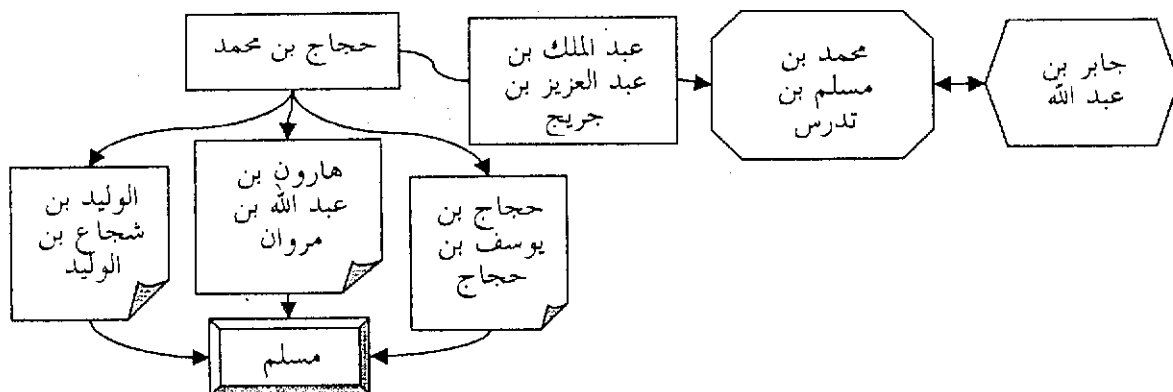 جابر بن
عبد الله
محمد بن
مسلم بن
تدرس
عبد الملك بن
عبد العزيز بن
جريج
حجاج بن محمد
حجاج بن
يوسف بن
حجاج
هارون بن
عبد الله بن
مروان
الوليد بن
شجاع بن
الوليد
مسلم